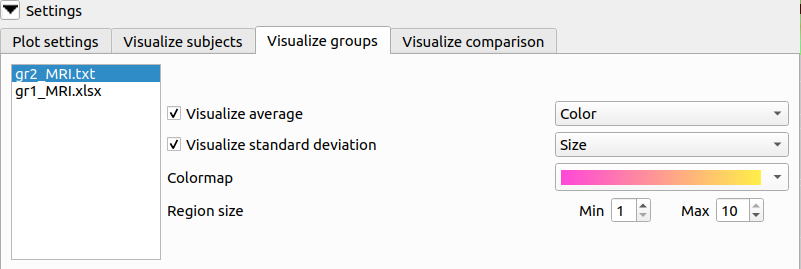 Settings
Plot settings Visualize subjects Visualize groups Visualize comparison
gr2_MRI.txt
gr1_MRI.xlsx
Visualize average Color
Visualize standard deviation Size
Colormap
Region size Min 1 Max 10